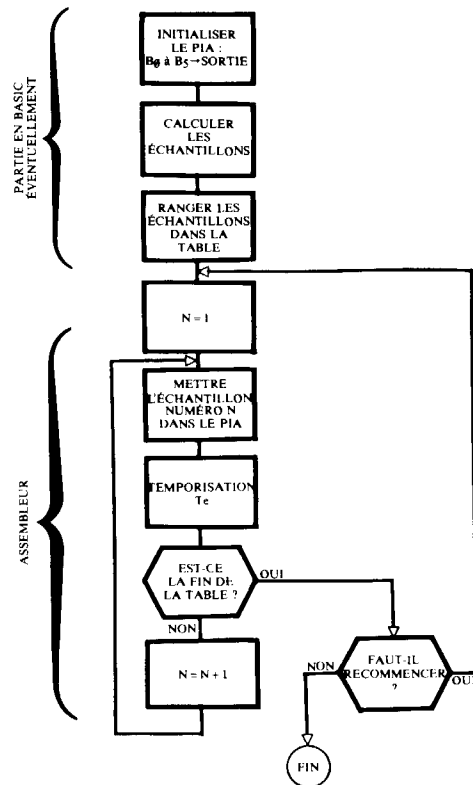 INITIALISER
LE PIA :
B0 à B5→SORTIE
CALCULER
LES
ÉCHANTILLONS
RANGER LES
ÉCHANTILLONS
DANS LA
TABLE
PARTIE EN BASIC
ÉVENTUELLEMENT
N = 1
METTRE
L'ÉCHANTILLON
NUMÉRO N
DANS LE PIA
TEMPORISATION
Te
ASSEMBLEUR
EST-CE
LA FIN DE
LA TABLE ?
OUI
NON
N = N + 1
FAUT-IL
RECOMMENCER
?
NON
OUI
FIN